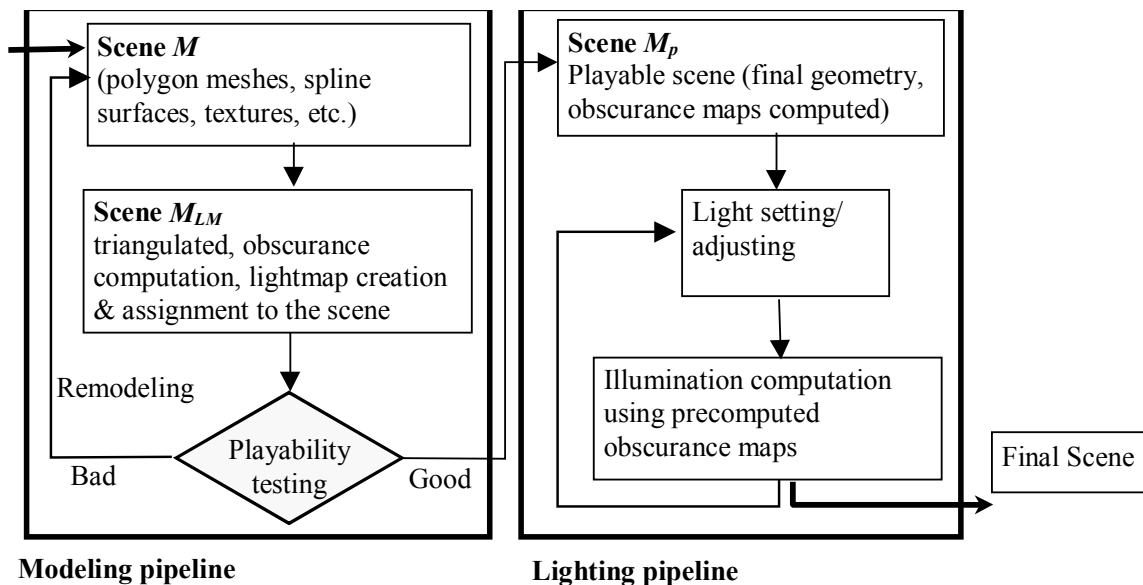 Scene M
(polygon meshes, spline
surfaces, textures, etc.)
Scene M_LM
triangulated, obscurance
computation, lightmap creation
& assignment to the scene
Remodeling
Playability
testing
Bad
Good
Modeling pipeline
Scene M_p
Playable scene (final geometry,
obscurance maps computed)
Light setting/
adjusting
Illumination computation
using precomputed
obscurance maps
Final Scene
Lighting pipeline